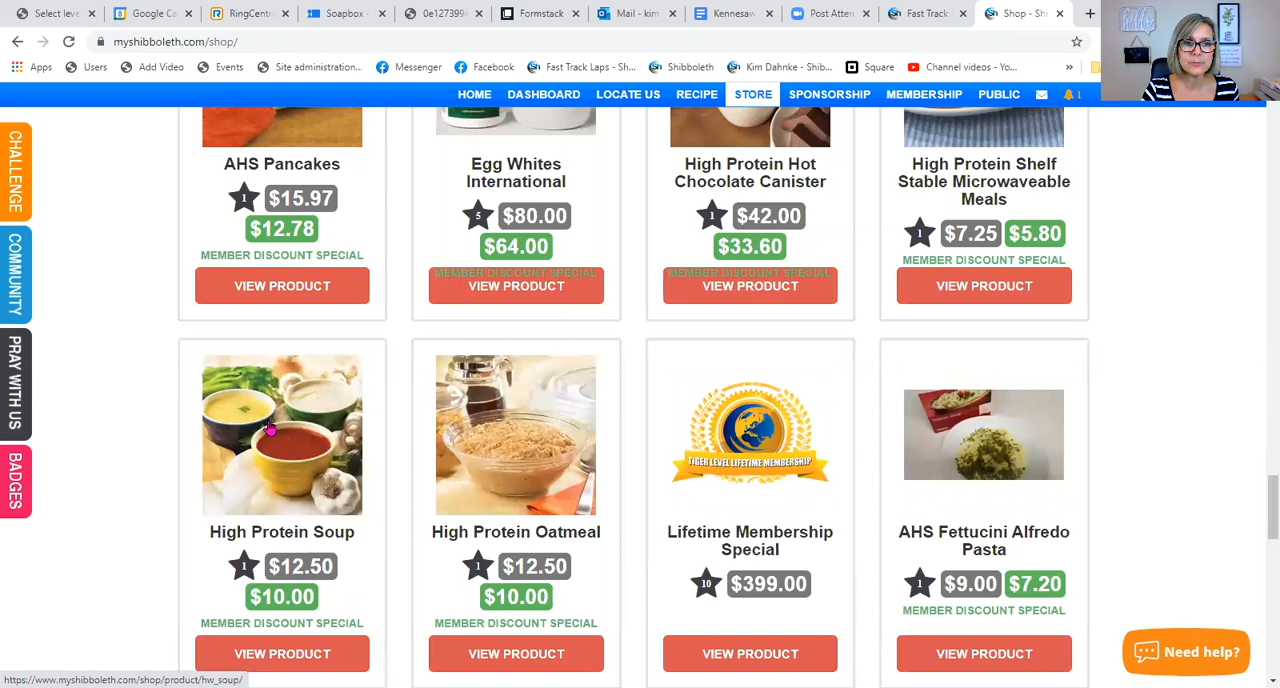 Select lev
Google Ca
RingCentr
Soapbox -
0e1273994
Formstack
Mail - kim
Kennesaw
Post Atten
Fast Track
Shop - Shi
myshibboleth.com/shop/
Apps Users Add Video Events Site administration... Messenger Facebook Fast Track Laps - Sh... Shibboleth Kim Dahnke - Shib... Square Channel videos - Yo... »
HOME DASHBOARD LOCATE US RECIPE STORE SPONSORSHIP MEMBERSHIP PUBLIC 1
CHALLENGE
COMMUNITY
PRAY WITH US
BADGES
AHS Pancakes
1 $15.97
$12.78
MEMBER DISCOUNT SPECIAL
VIEW PRODUCT
Egg Whites
International
5 $80.00
$64.00
MEMBER DISCOUNT SPECIAL
VIEW PRODUCT
High Protein Hot
Chocolate Canister
1 $42.00
$33.60
MEMBER DISCOUNT SPECIAL
VIEW PRODUCT
High Protein Shelf
Stable Microwaveable
Meals
1 $7.25 $5.80
MEMBER DISCOUNT SPECIAL
VIEW PRODUCT
High Protein Soup
1 $12.50
$10.00
MEMBER DISCOUNT SPECIAL
VIEW PRODUCT
High Protein Oatmeal
1 $12.50
$10.00
MEMBER DISCOUNT SPECIAL
VIEW PRODUCT
TIGER LEVEL LIFETIME MEMBERSHIP
Lifetime Membership
Special
10 $399.00
VIEW PRODUCT
AHS Fettucini Alfredo
Pasta
1 $9.00 $7.20
MEMBER DISCOUNT SPECIAL
VIEW PRODUCT
Need help?
https://www.myshibboleth.com/shop/product/hw_soup/